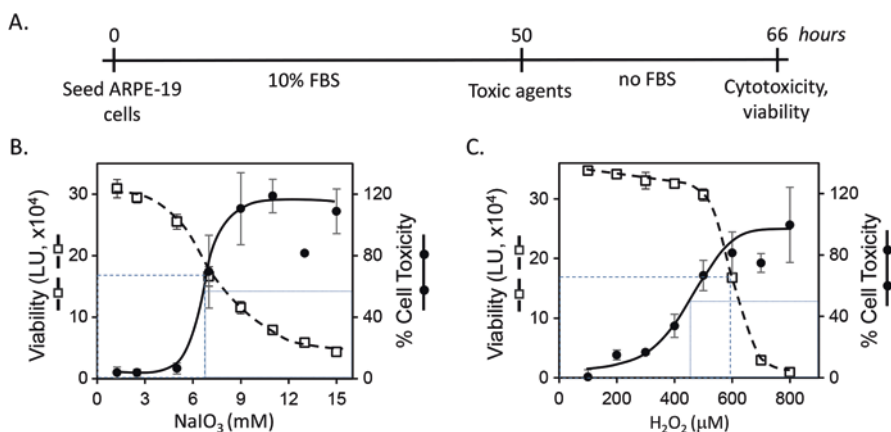 A.
0 50 66 hours
10% FBS no FBS
Seed ARPE-19 cells
Toxic agents
Cytotoxicity, viability
B.
Viability (LU, x10⁴)
30
20
10
0
0 3 6 9 12 15
NaIO₃ (mM)
120
80
40
0
% Cell Toxicity
C.
Viability (LU, x10⁴)
30
20
10
0
0 200 400 600 800
H₂O₂ (µM)
120
80
40
0
% Cell Toxicity